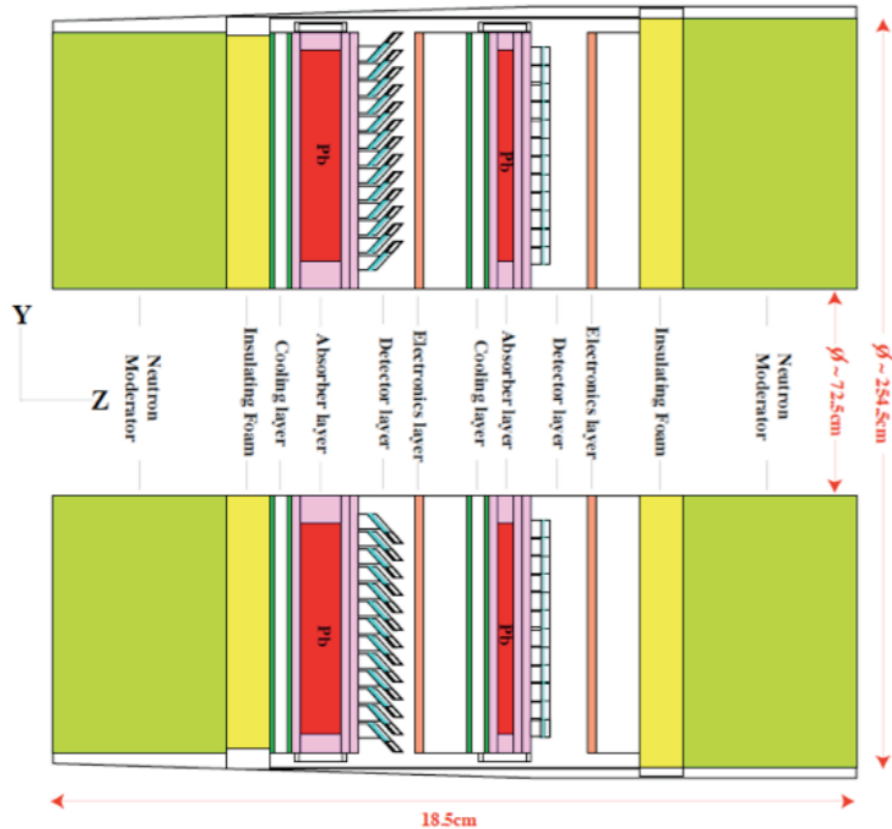 Pb
Pb
Y
Z
Neutron
Moderator
Insulating Foam
Cooling layer
Absorber layer
Detector layer
Electronics layer
Cooling layer
Absorber layer
Detector layer
Electronics layer
Insulating Foam
Neutron
Moderator
Ø ~ 72.5cm
Ø ~ 254.5cm
Pb
Pb
18.5cm